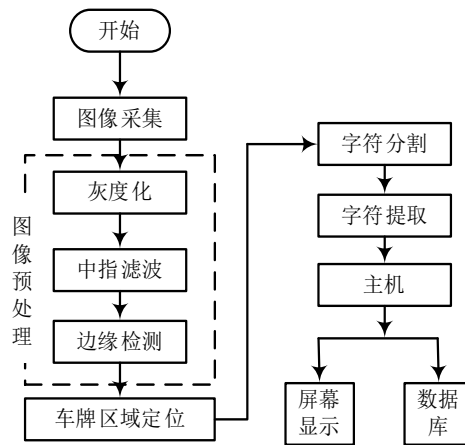 开始
图像采集
图像预处理
灰度化
中指滤波
边缘检测
车牌区域定位
字符分割
字符提取
主机
屏幕
显示
数据
库